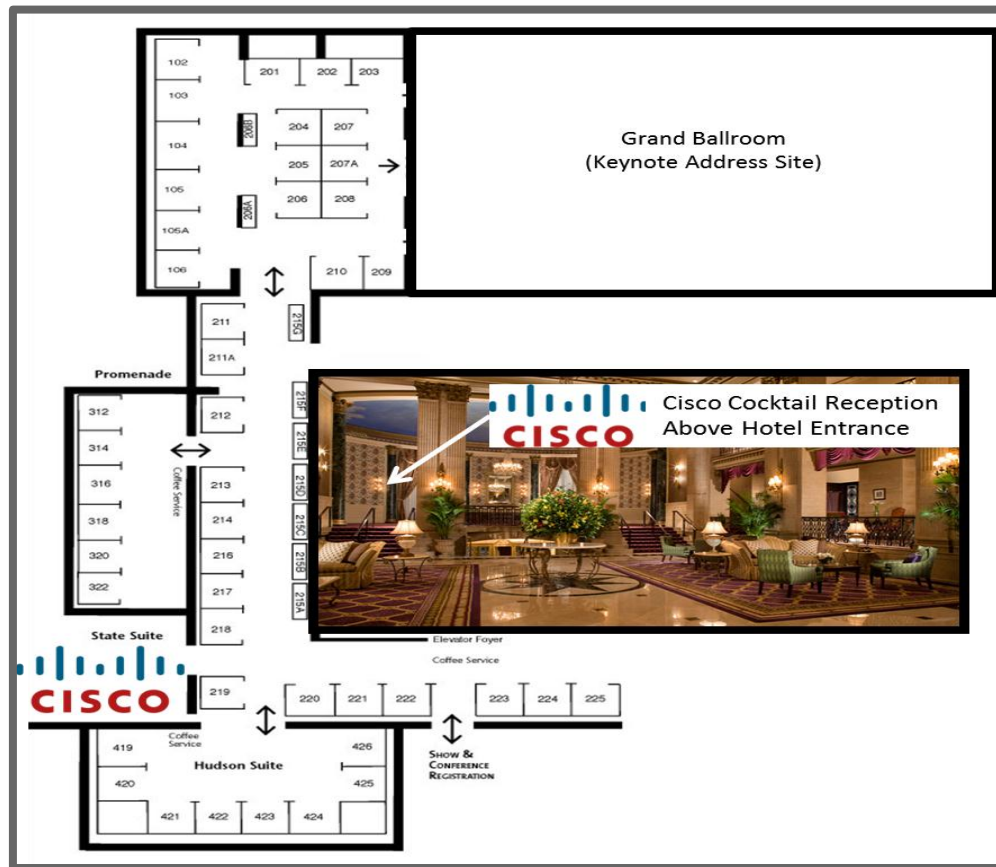 102
201
202
203
103
204
207
206B
Grand Ballroom
(Keynote Address Site)
104
205
207A
105
206
208
206A
105A
106
210
209
211
215G
211A
Promenade
312
212
215F
314
215E
316
Coffee Service
213
215D
318
214
215C
320
216
215B
322
217
215A
CISCO
Cisco Cocktail Reception
Above Hotel Entrance
State Suite
218
Elevator Foyer
Coffee Service
CISCO
219
220
221
222
223
224
225
Coffee
Service
419
Hudson Suite
426
SHOW &
CONFERENCE
REGISTRATION
420
425
421
422
423
424